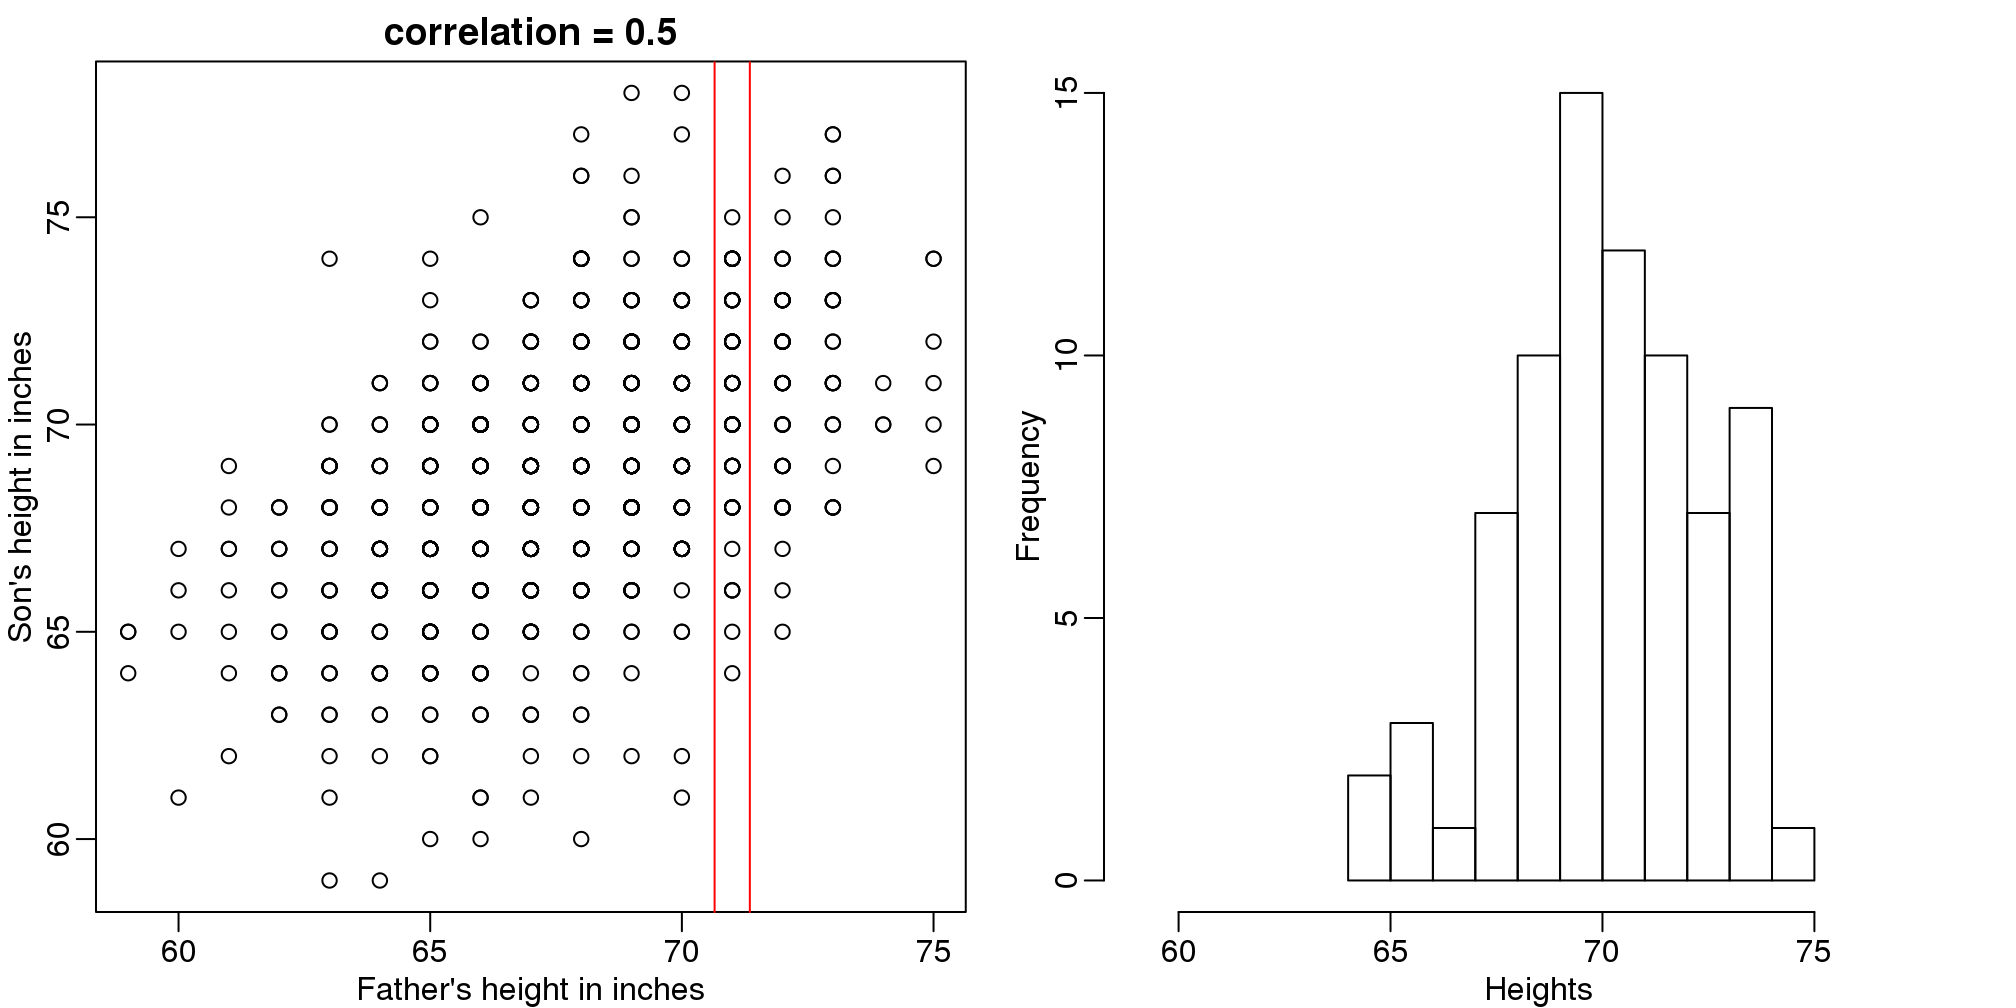 correlation = 0.5
Son's height in inches
75
70
65
60
60 65 70 75
Father's height in inches
Frequency
15
10
5
0
60 65 70 75
Heights